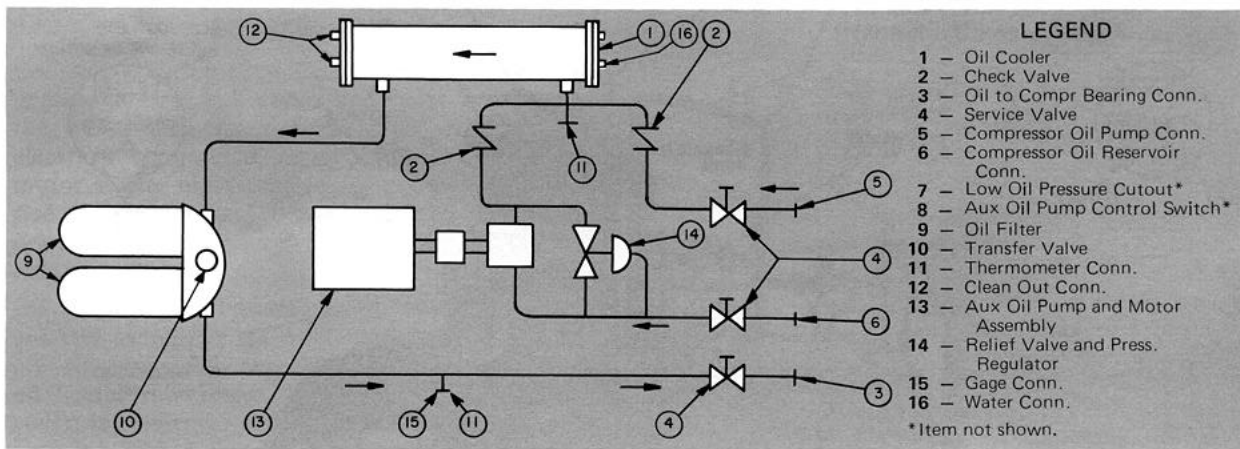 12
1
16
2
2
11
5
9
14
4
6
10
13
15
11
4
3
LEGEND
1 – Oil Cooler
2 – Check Valve
3 – Oil to Compr Bearing Conn.
4 – Service Valve
5 – Compressor Oil Pump Conn.
6 – Compressor Oil Reservoir
Conn.
7 – Low Oil Pressure Cutout*
8 – Aux Oil Pump Control Switch*
9 – Oil Filter
10 – Transfer Valve
11 – Thermometer Conn.
12 – Clean Out Conn.
13 – Aux Oil Pump and Motor
Assembly
14 – Relief Valve and Press.
Regulator
15 – Gage Conn.
16 – Water Conn.
*Item not shown.